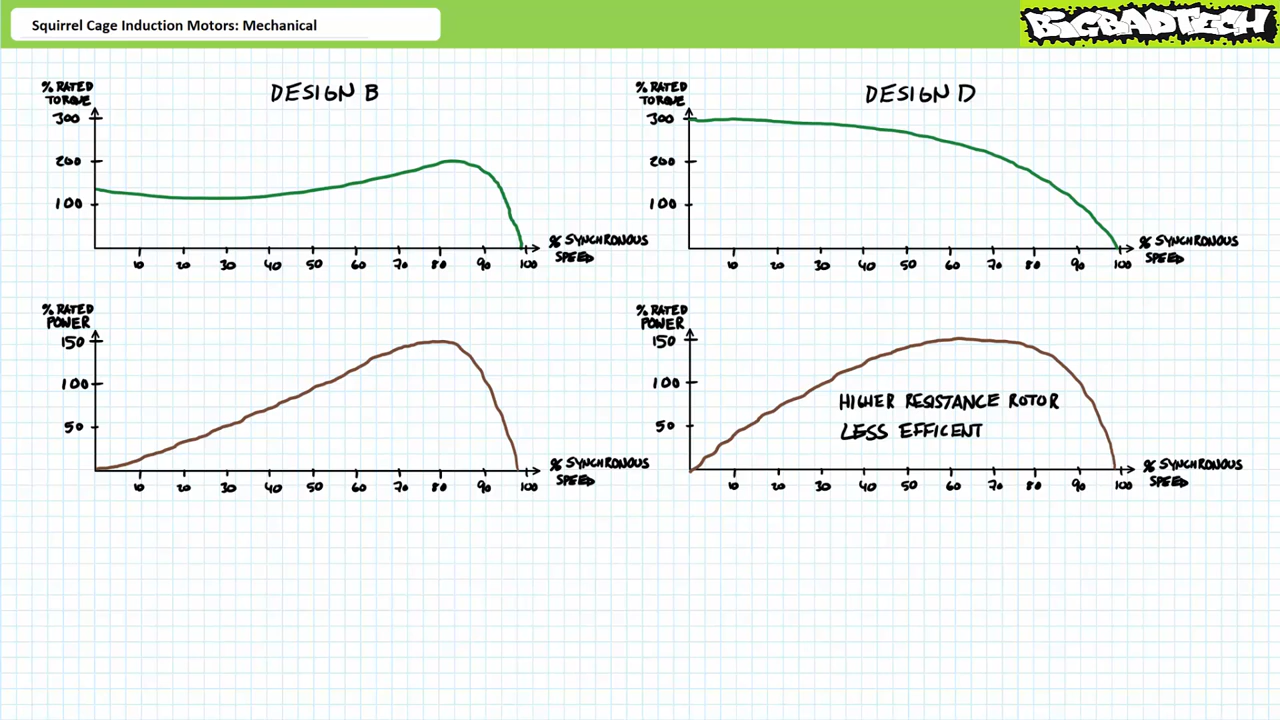 Squirrel Cage Induction Motors: Mechanical
BIGBADTECH
% RATED
TORQUE
DESIGN B
300
200
100
10 20 30 40 50 60 70 80 90 100
% SYNCHRONOUS
SPEED
% RATED
TORQUE
DESIGN D
300
200
100
10 20 30 40 50 60 70 80 90 100
% SYNCHRONOUS
SPEED
% RATED
POWER
150
100
50
10 20 30 40 50 60 70 80 90 100
% SYNCHRONOUS
SPEED
% RATED
POWER
150
100
50
HIGHER RESISTANCE ROTOR
LESS EFFICENT
10 20 30 40 50 60 70 80 90 100
% SYNCHRONOUS
SPEED